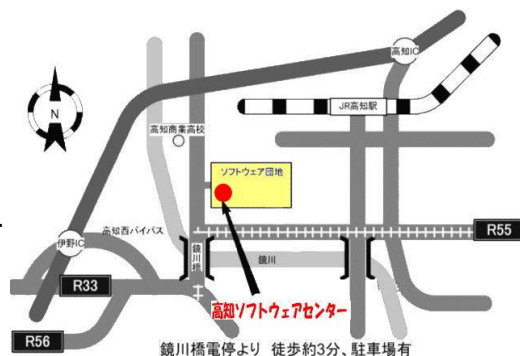 高知IC
N
JR高知駅
高知商業高校
ソフトウェア団地
高知西バイパス
伊野IC
鏡川橋
鏡川
R55
R33
高知ソフトウェアセンター
R56
鏡川橋電停より 徒歩約3分、駐車場有